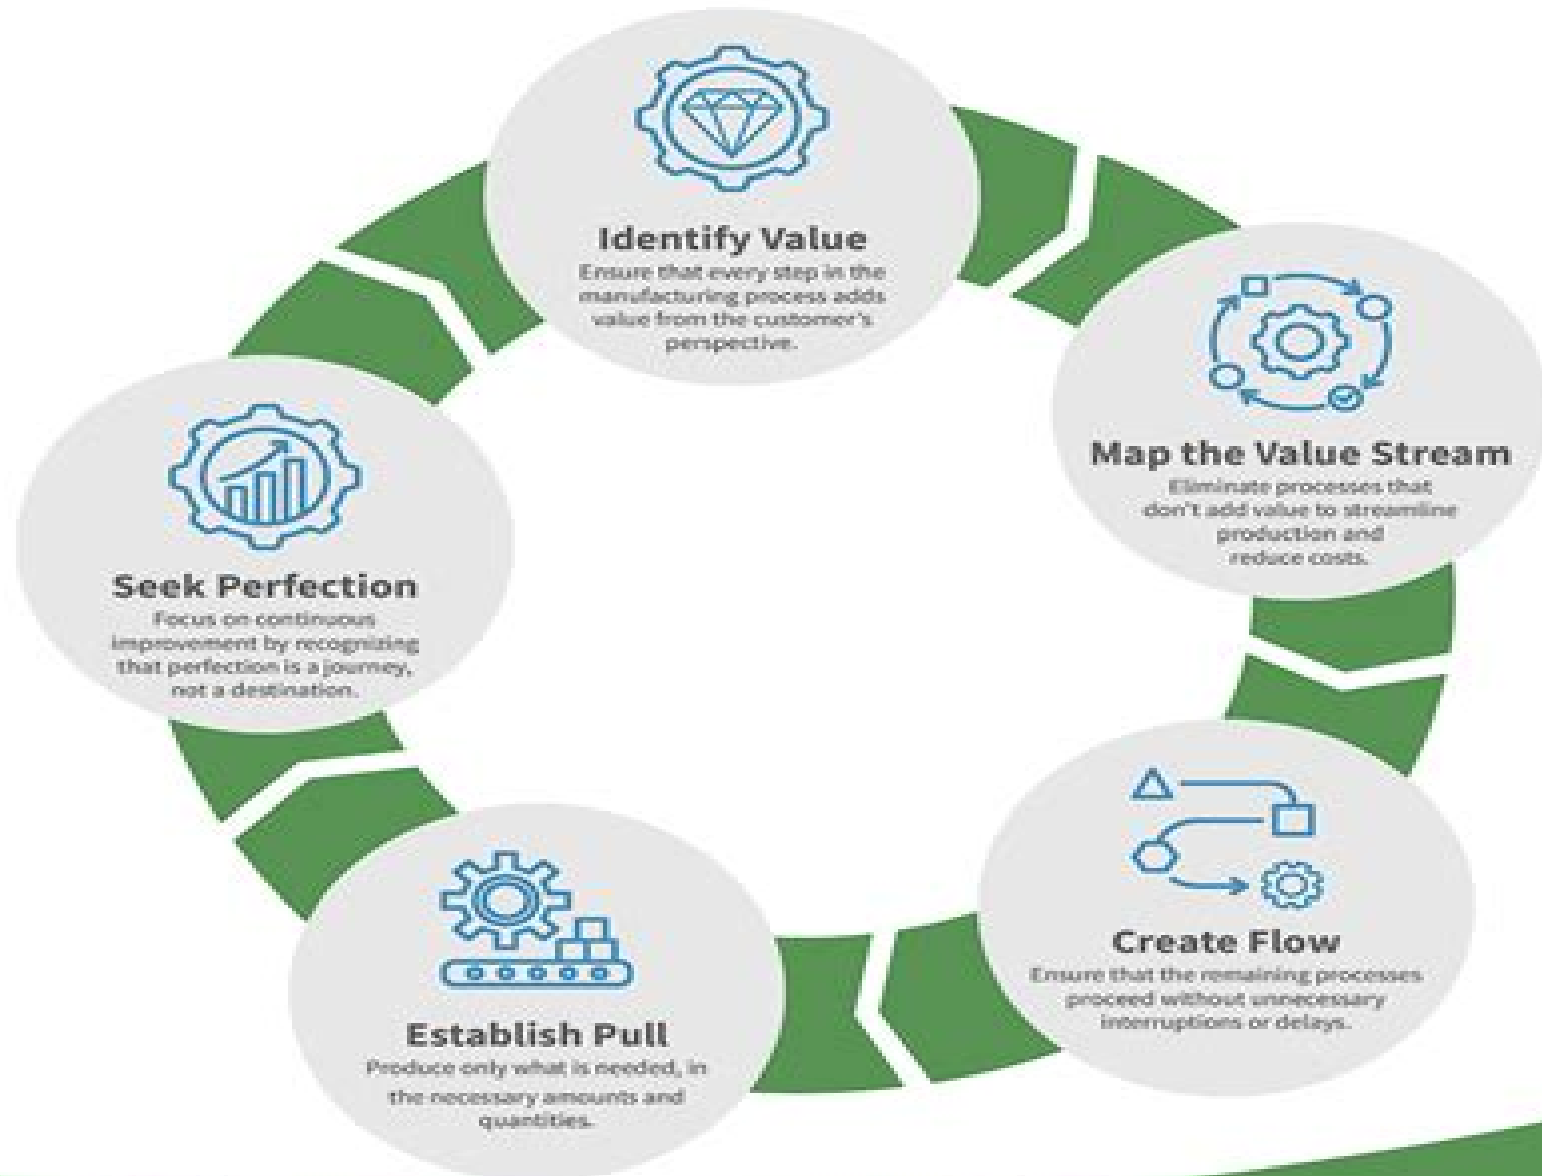 Identify Value
Ensure that every step in the
manufacturing process adds
value from the customer's
perspective.
Map the Value Stream
Eliminate processes that
don't add value to streamline
production and
reduce costs.
Create Flow
Ensure that the remaining processes
proceed without unnecessary
interruptions or delays.
Establish Pull
Produce only what is needed, in
the necessary amounts and
quantities.
Seek Perfection
Focus on continuous
improvement by recognizing
that perfection is a journey,
not a destination.